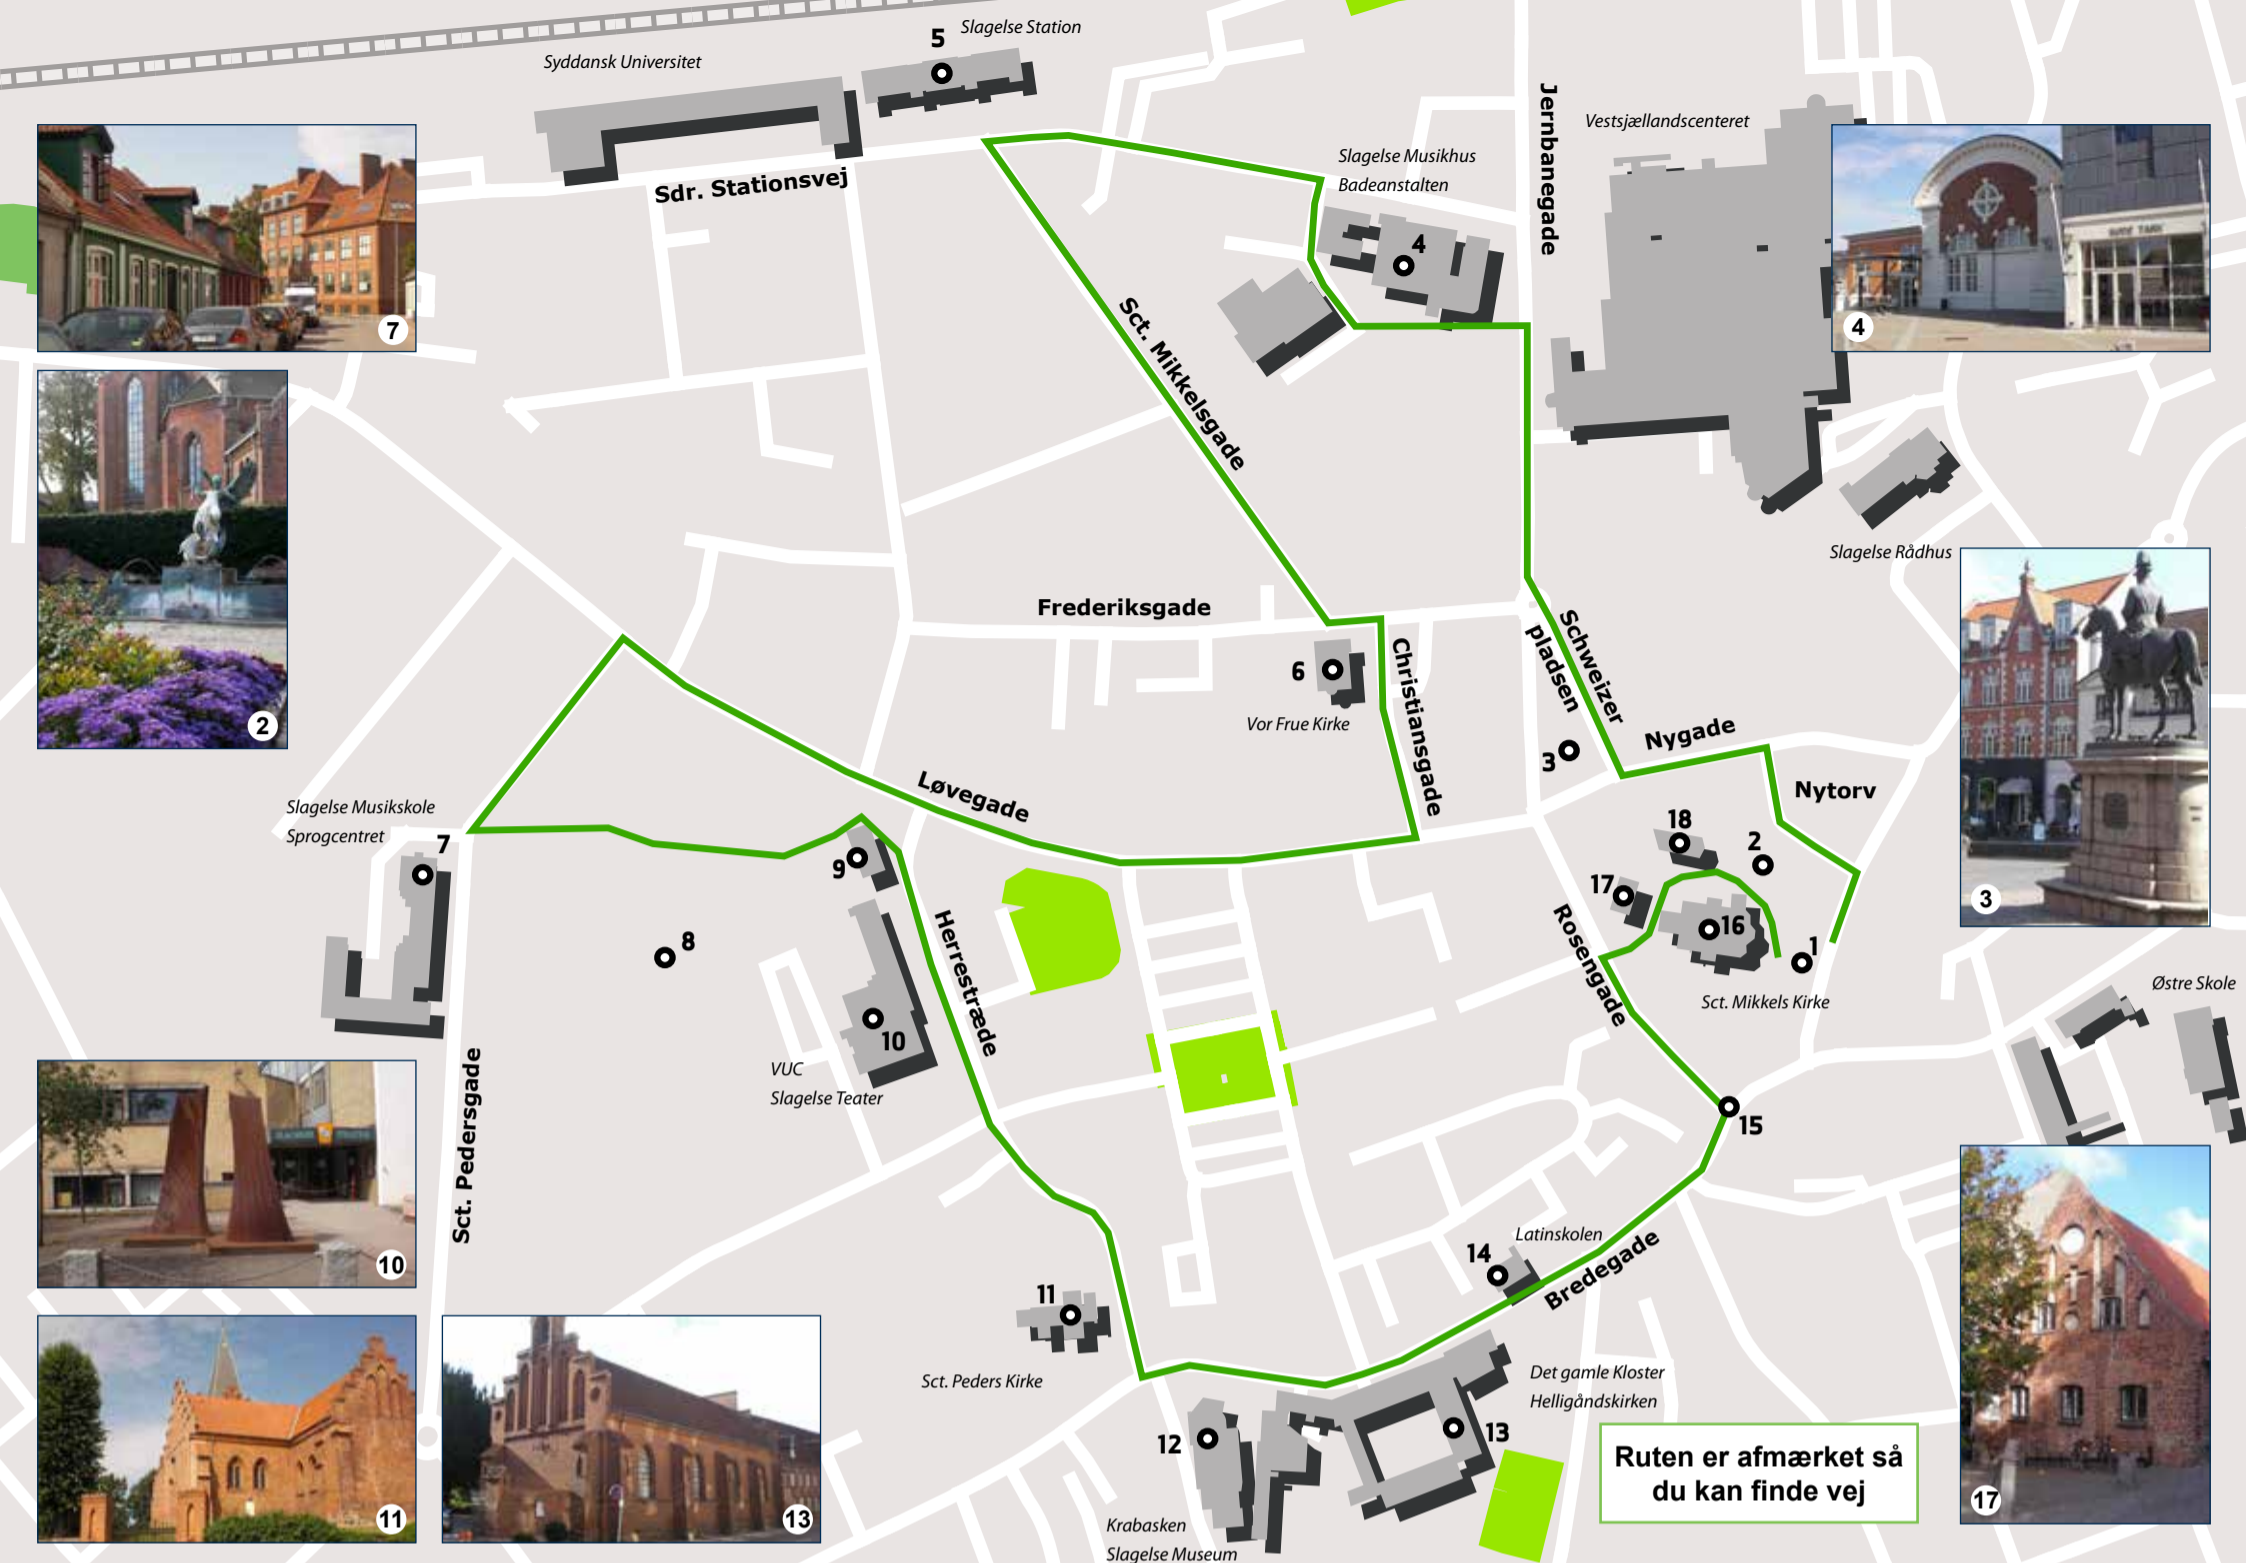 5
Slagelse Station
Syddansk Universitet
Jernbanegade
Vestsjællandscenteret
Slagelse Musikhus
Badeanstalten
Sdr. Stationsvej
4
7
4
Sct. Mikkelsgade
2
Slagelse Rådhus
Frederiksgade
Schweizer
pladsen
Christiansgade
6
Vor Frue Kirke
3
Nygade
Nytorv
Løvegade
Slagelse Musikskole
Sprogcentret
7
9
18
2
17
16
1
3
8
Herrestræde
Rosengade
Sct. Mikkels Kirke
Østre Skole
10
VUC
Slagelse Teater
Sct. Pedersgade
15
10
14
Latinskolen
Bredegade
11
Sct. Peders Kirke
Det gamle Kloster
Helligåndskirken
12
13
Ruten er afmærket så
du kan finde vej
17
11
13
Krabasken
Slagelse Museum